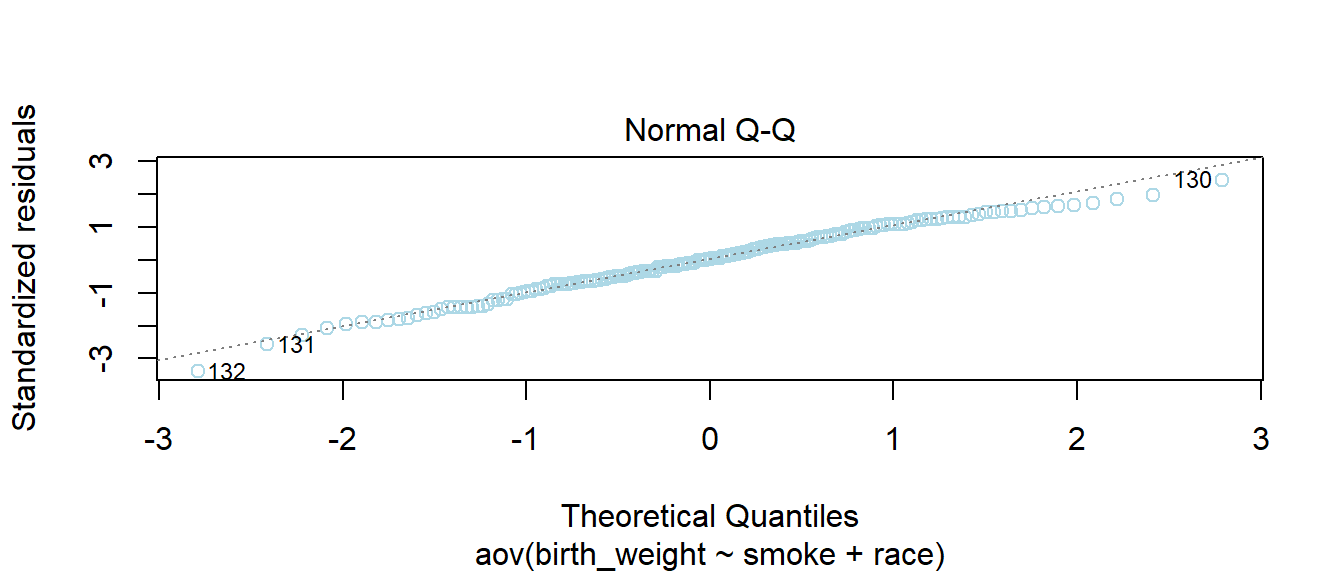 Normal Q-Q
Standardized residuals
3
1
-1
-3
130
131
132
-3 -2 -1 0 1 2 3
Theoretical Quantiles
aov(birth_weight ~ smoke + race)